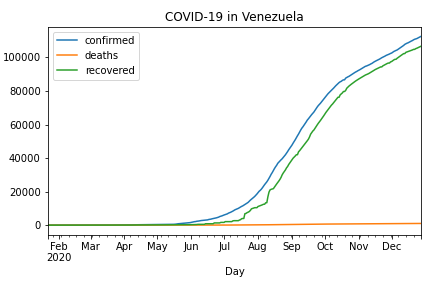 COVID-19 in Venezuela
confirmed
deaths
recovered
100000
80000
60000
40000
20000
0
Feb Mar Apr May Jun Jul Aug Sep Oct Nov Dec
2020
Day